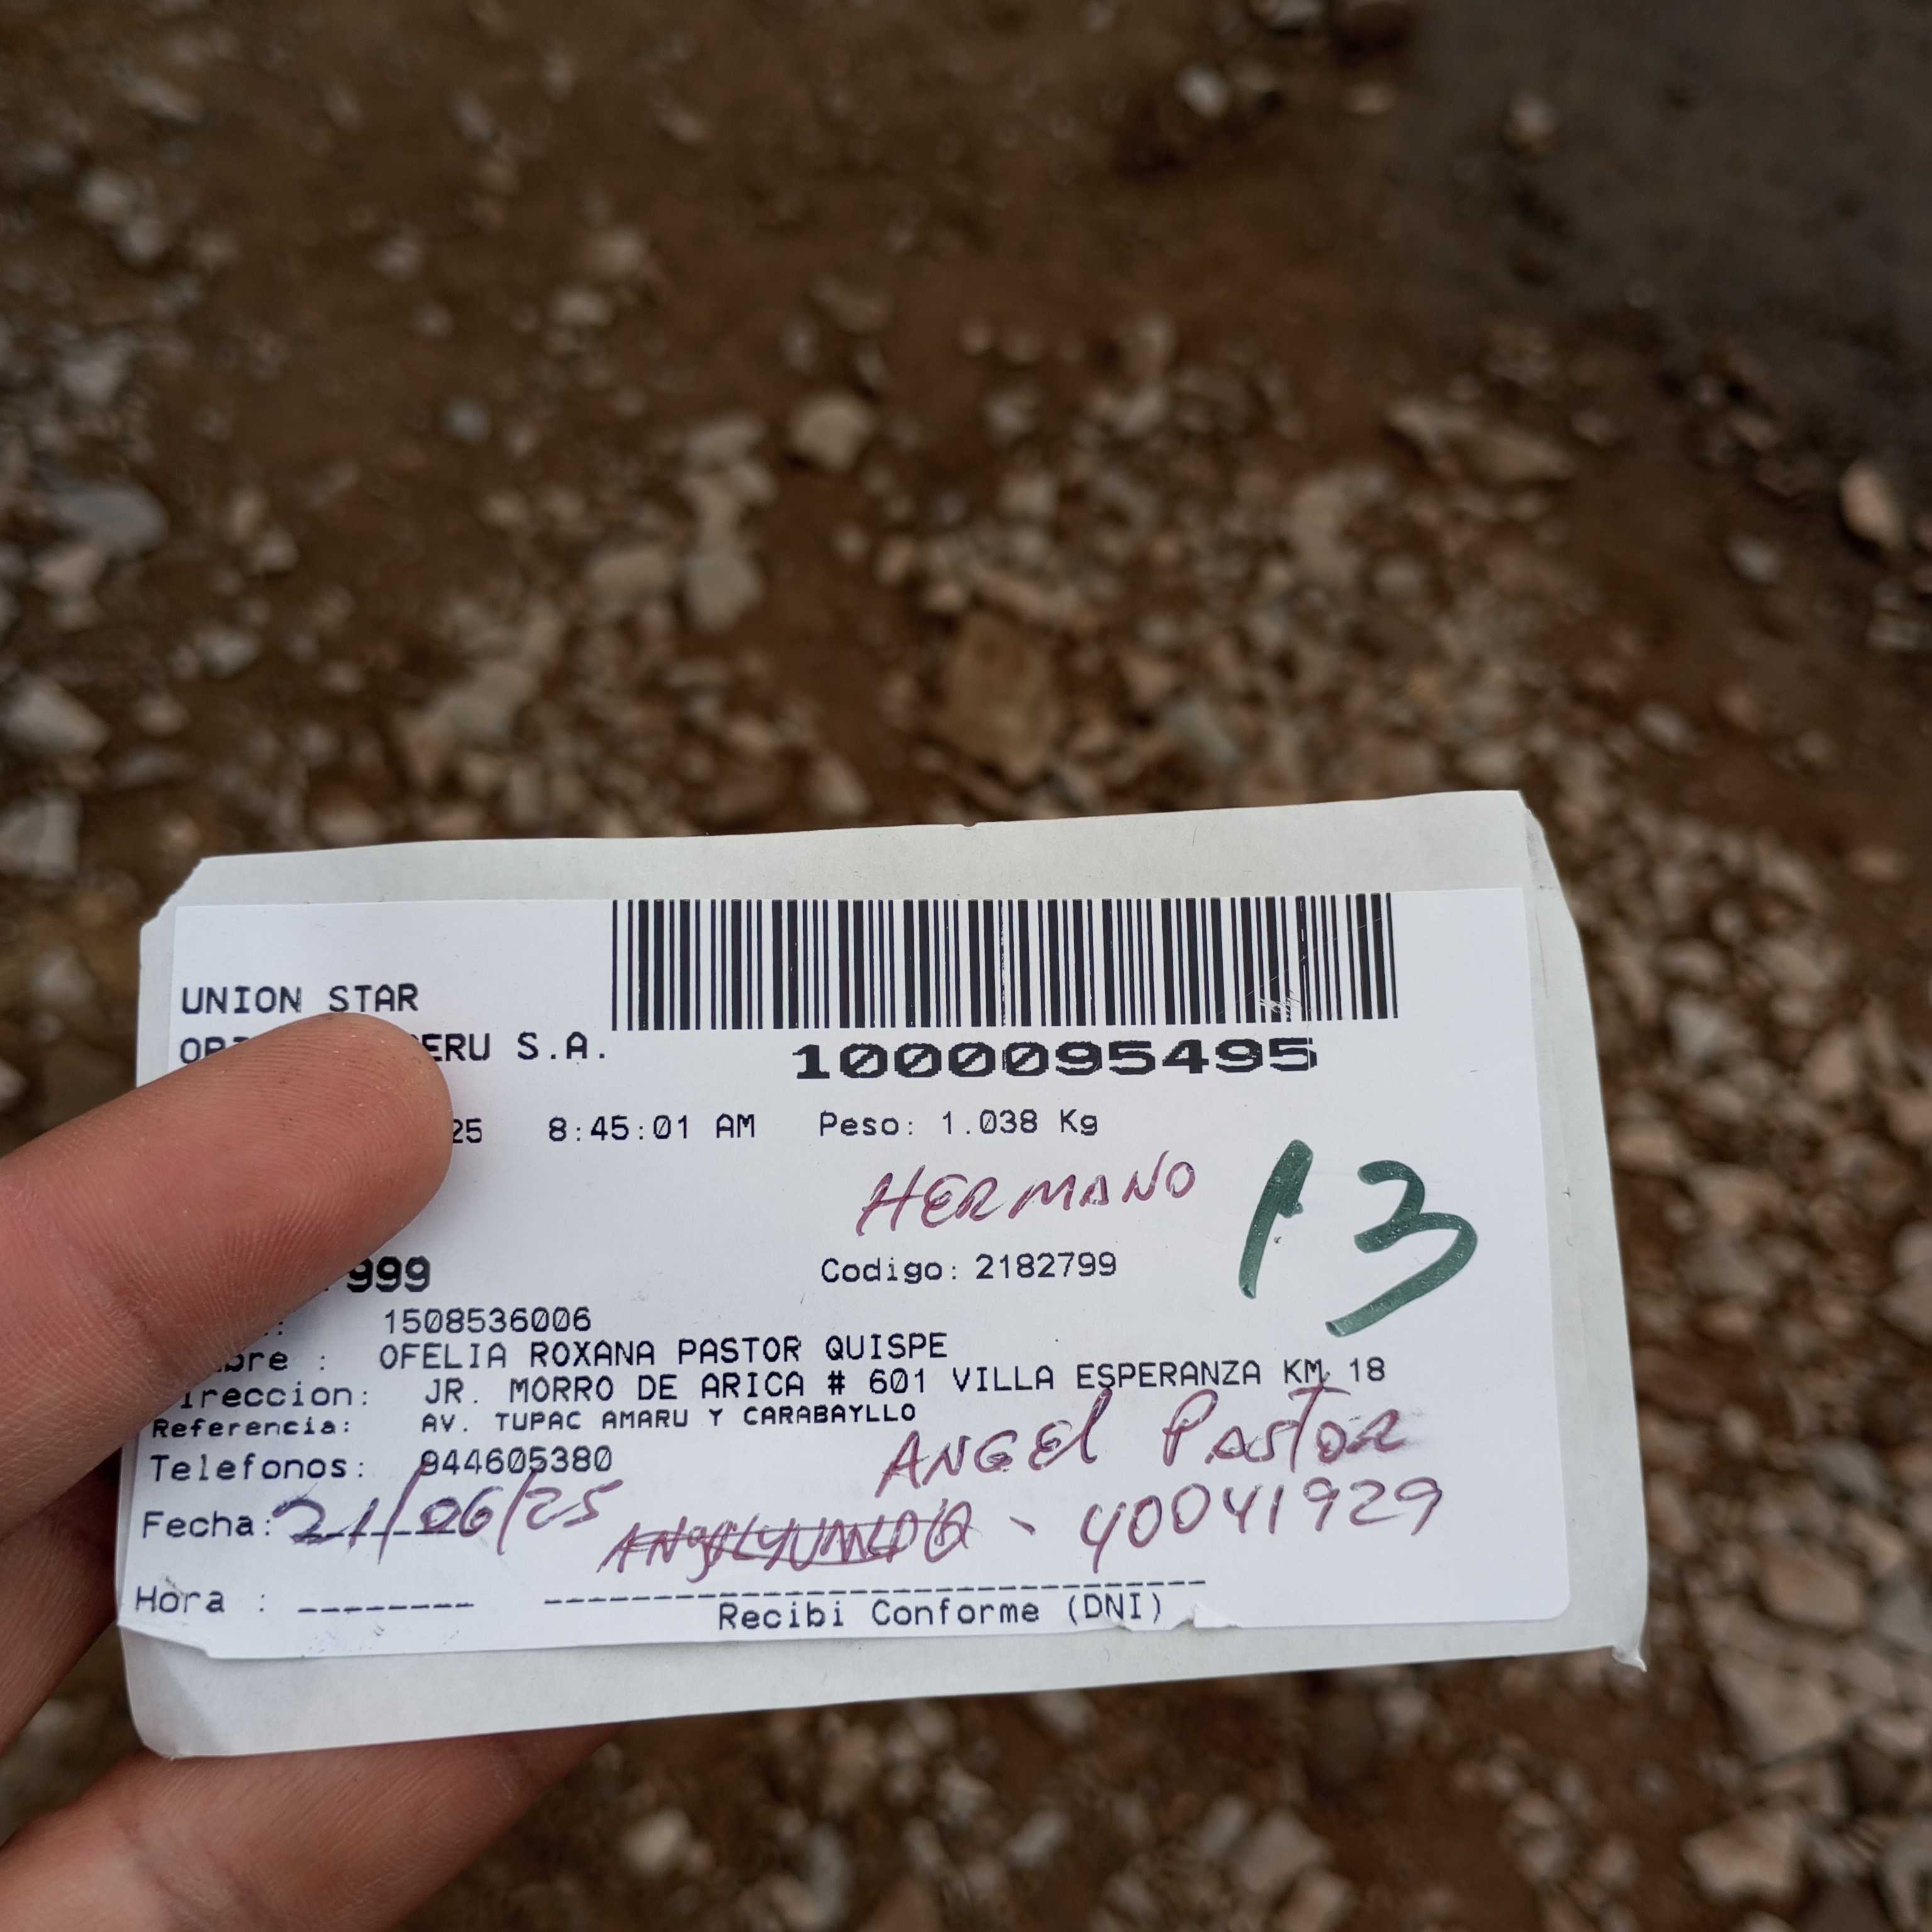 UNION STAR
ERU S.A.
1000095495
25 8:45:01 AM Peso: 1.038 Kg
HERMANO
13
999 Codigo: 2182799
1508536006
bre : OFELIA ROXANA PASTOR QUISPE
ireccion: JR. MORRO DE ARICA # 601 VILLA ESPERANZA KM. 18
Referencia: AV. TUPAC AMARU Y CARABAYLLO
ANGEl Pastor
Telefonos: 944605380
Fecha: 21/06/25 - 40041929
Hora :
Recibi Conforme (DNI)